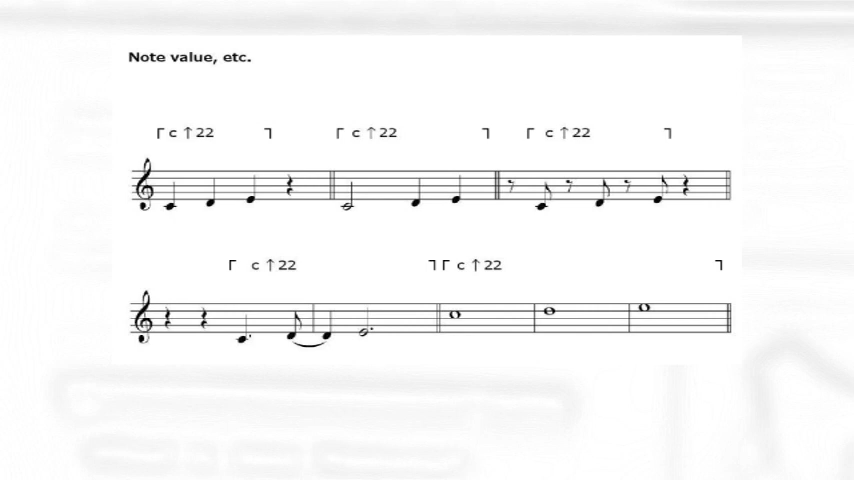 Note value, etc.
┌ c ↑22 ┐ ┌ c ↑22 ┐ ┌ c ↑22 ┐
┌ c ↑22 ┐┌ c ↑22 ┐